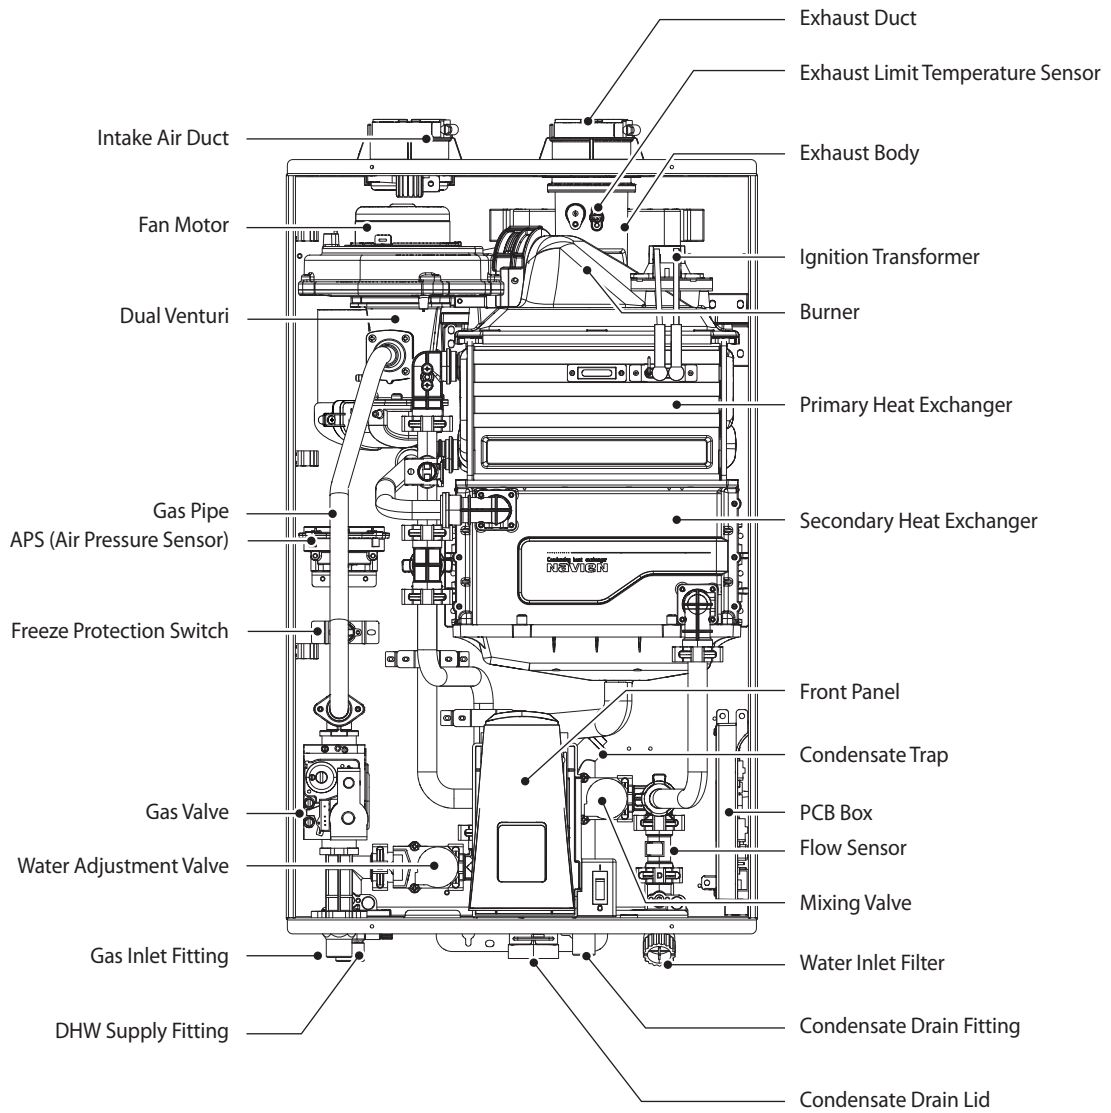 Exhaust Duct
Exhaust Limit Temperature Sensor
Intake Air Duct
Exhaust Body
Fan Motor
Ignition Transformer
Dual Venturi
Burner
Primary Heat Exchanger
Gas Pipe
Secondary Heat Exchanger
APS (Air Pressure Sensor)
Condensing heat exchanger
NAVIEN
Freeze Protection Switch
Front Panel
Condensate Trap
Gas Valve
PCB Box
Flow Sensor
Water Adjustment Valve
Mixing Valve
Gas Inlet Fitting
Water Inlet Filter
Condensate Drain Fitting
DHW Supply Fitting
Condensate Drain Lid